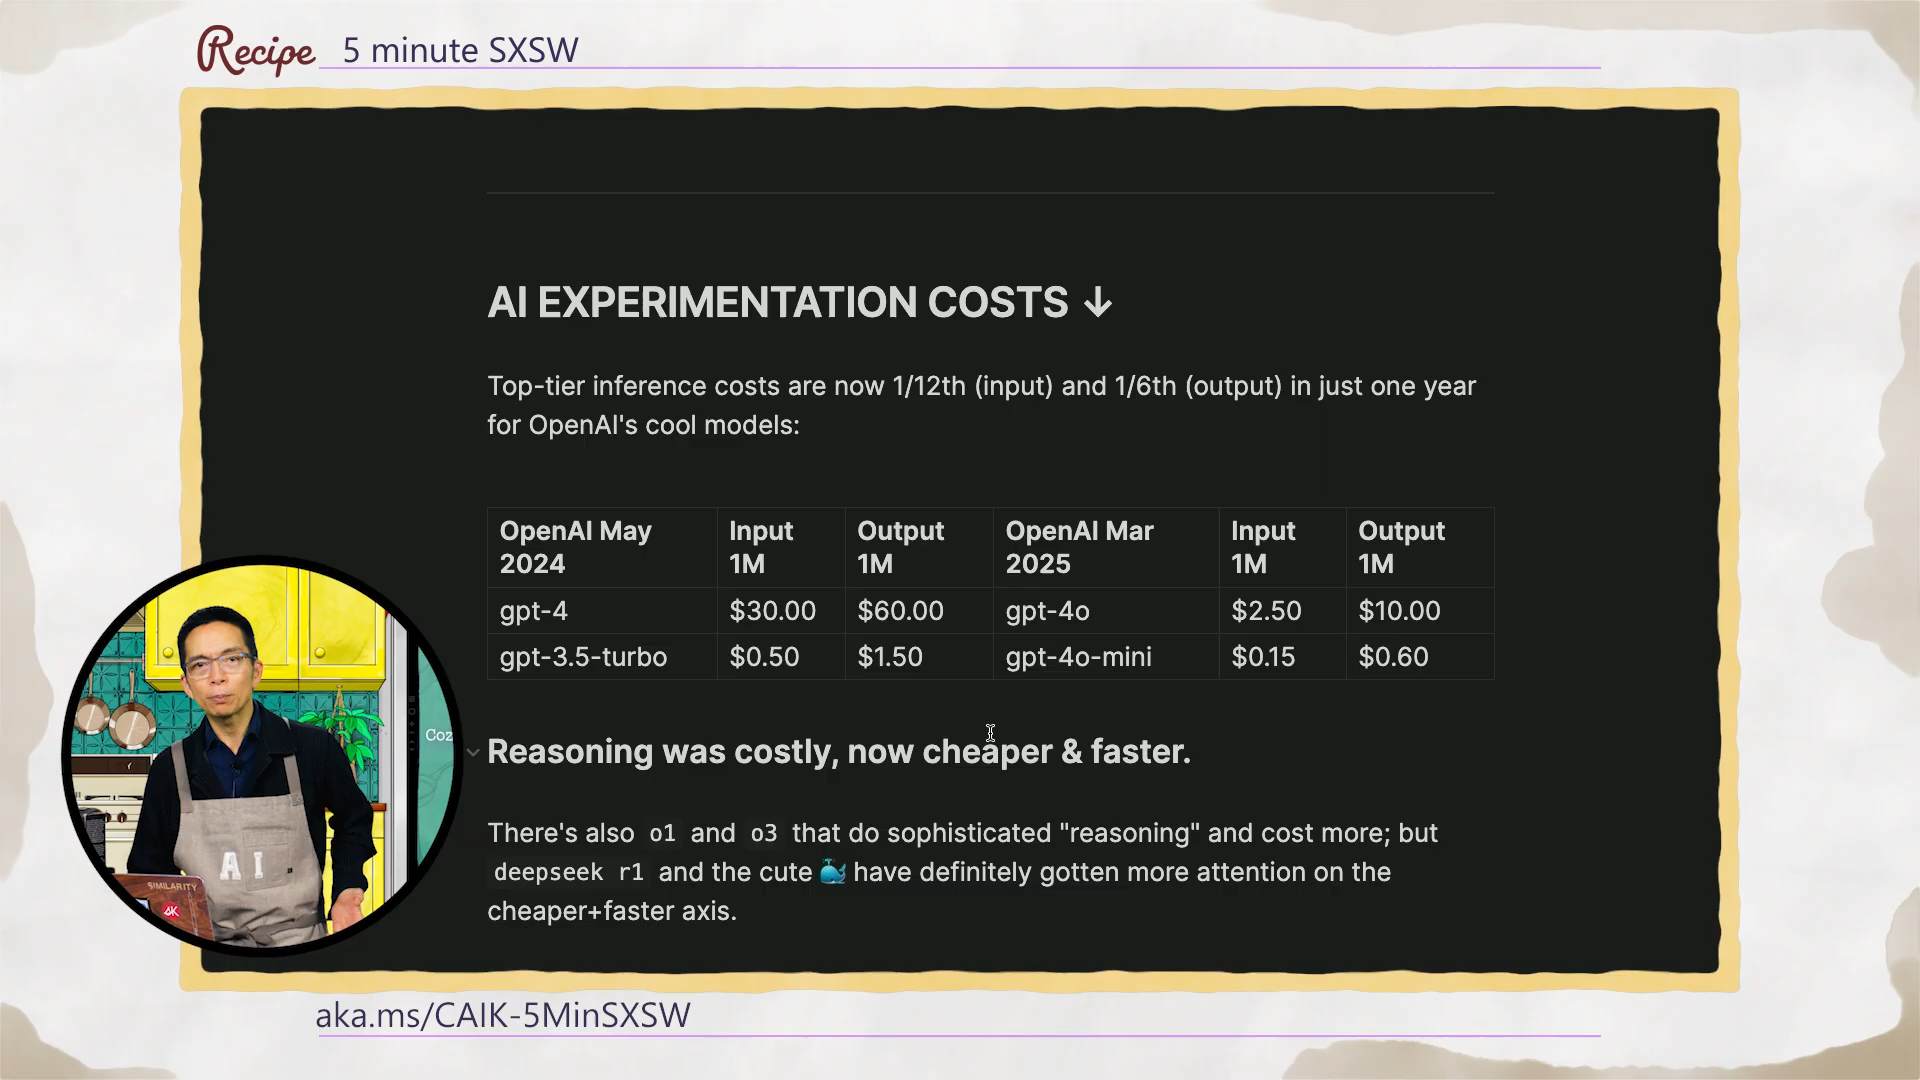 Recipe 5 minute SXSW
AI EXPERIMENTATION COSTS ↓
Top-tier inference costs are now 1/12th (input) and 1/6th (output) in just one year
for OpenAI's cool models:
OpenAI May 2024 | Input 1M | Output 1M | OpenAI Mar 2025 | Input 1M | Output 1M
gpt-4 | $30.00 | $60.00 | gpt-4o | $2.50 | $10.00
gpt-3.5-turbo | $0.50 | $1.50 | gpt-4o-mini | $0.15 | $0.60
Reasoning was costly, now cheaper & faster.
There's also o1 and o3 that do sophisticated "reasoning" and cost more; but
deepseek r1 and the cute 🐳 have definitely gotten more attention on the
cheaper+faster axis.
Coz
AI
SIMILARITY
aka.ms/CAIK-5MinSXSW